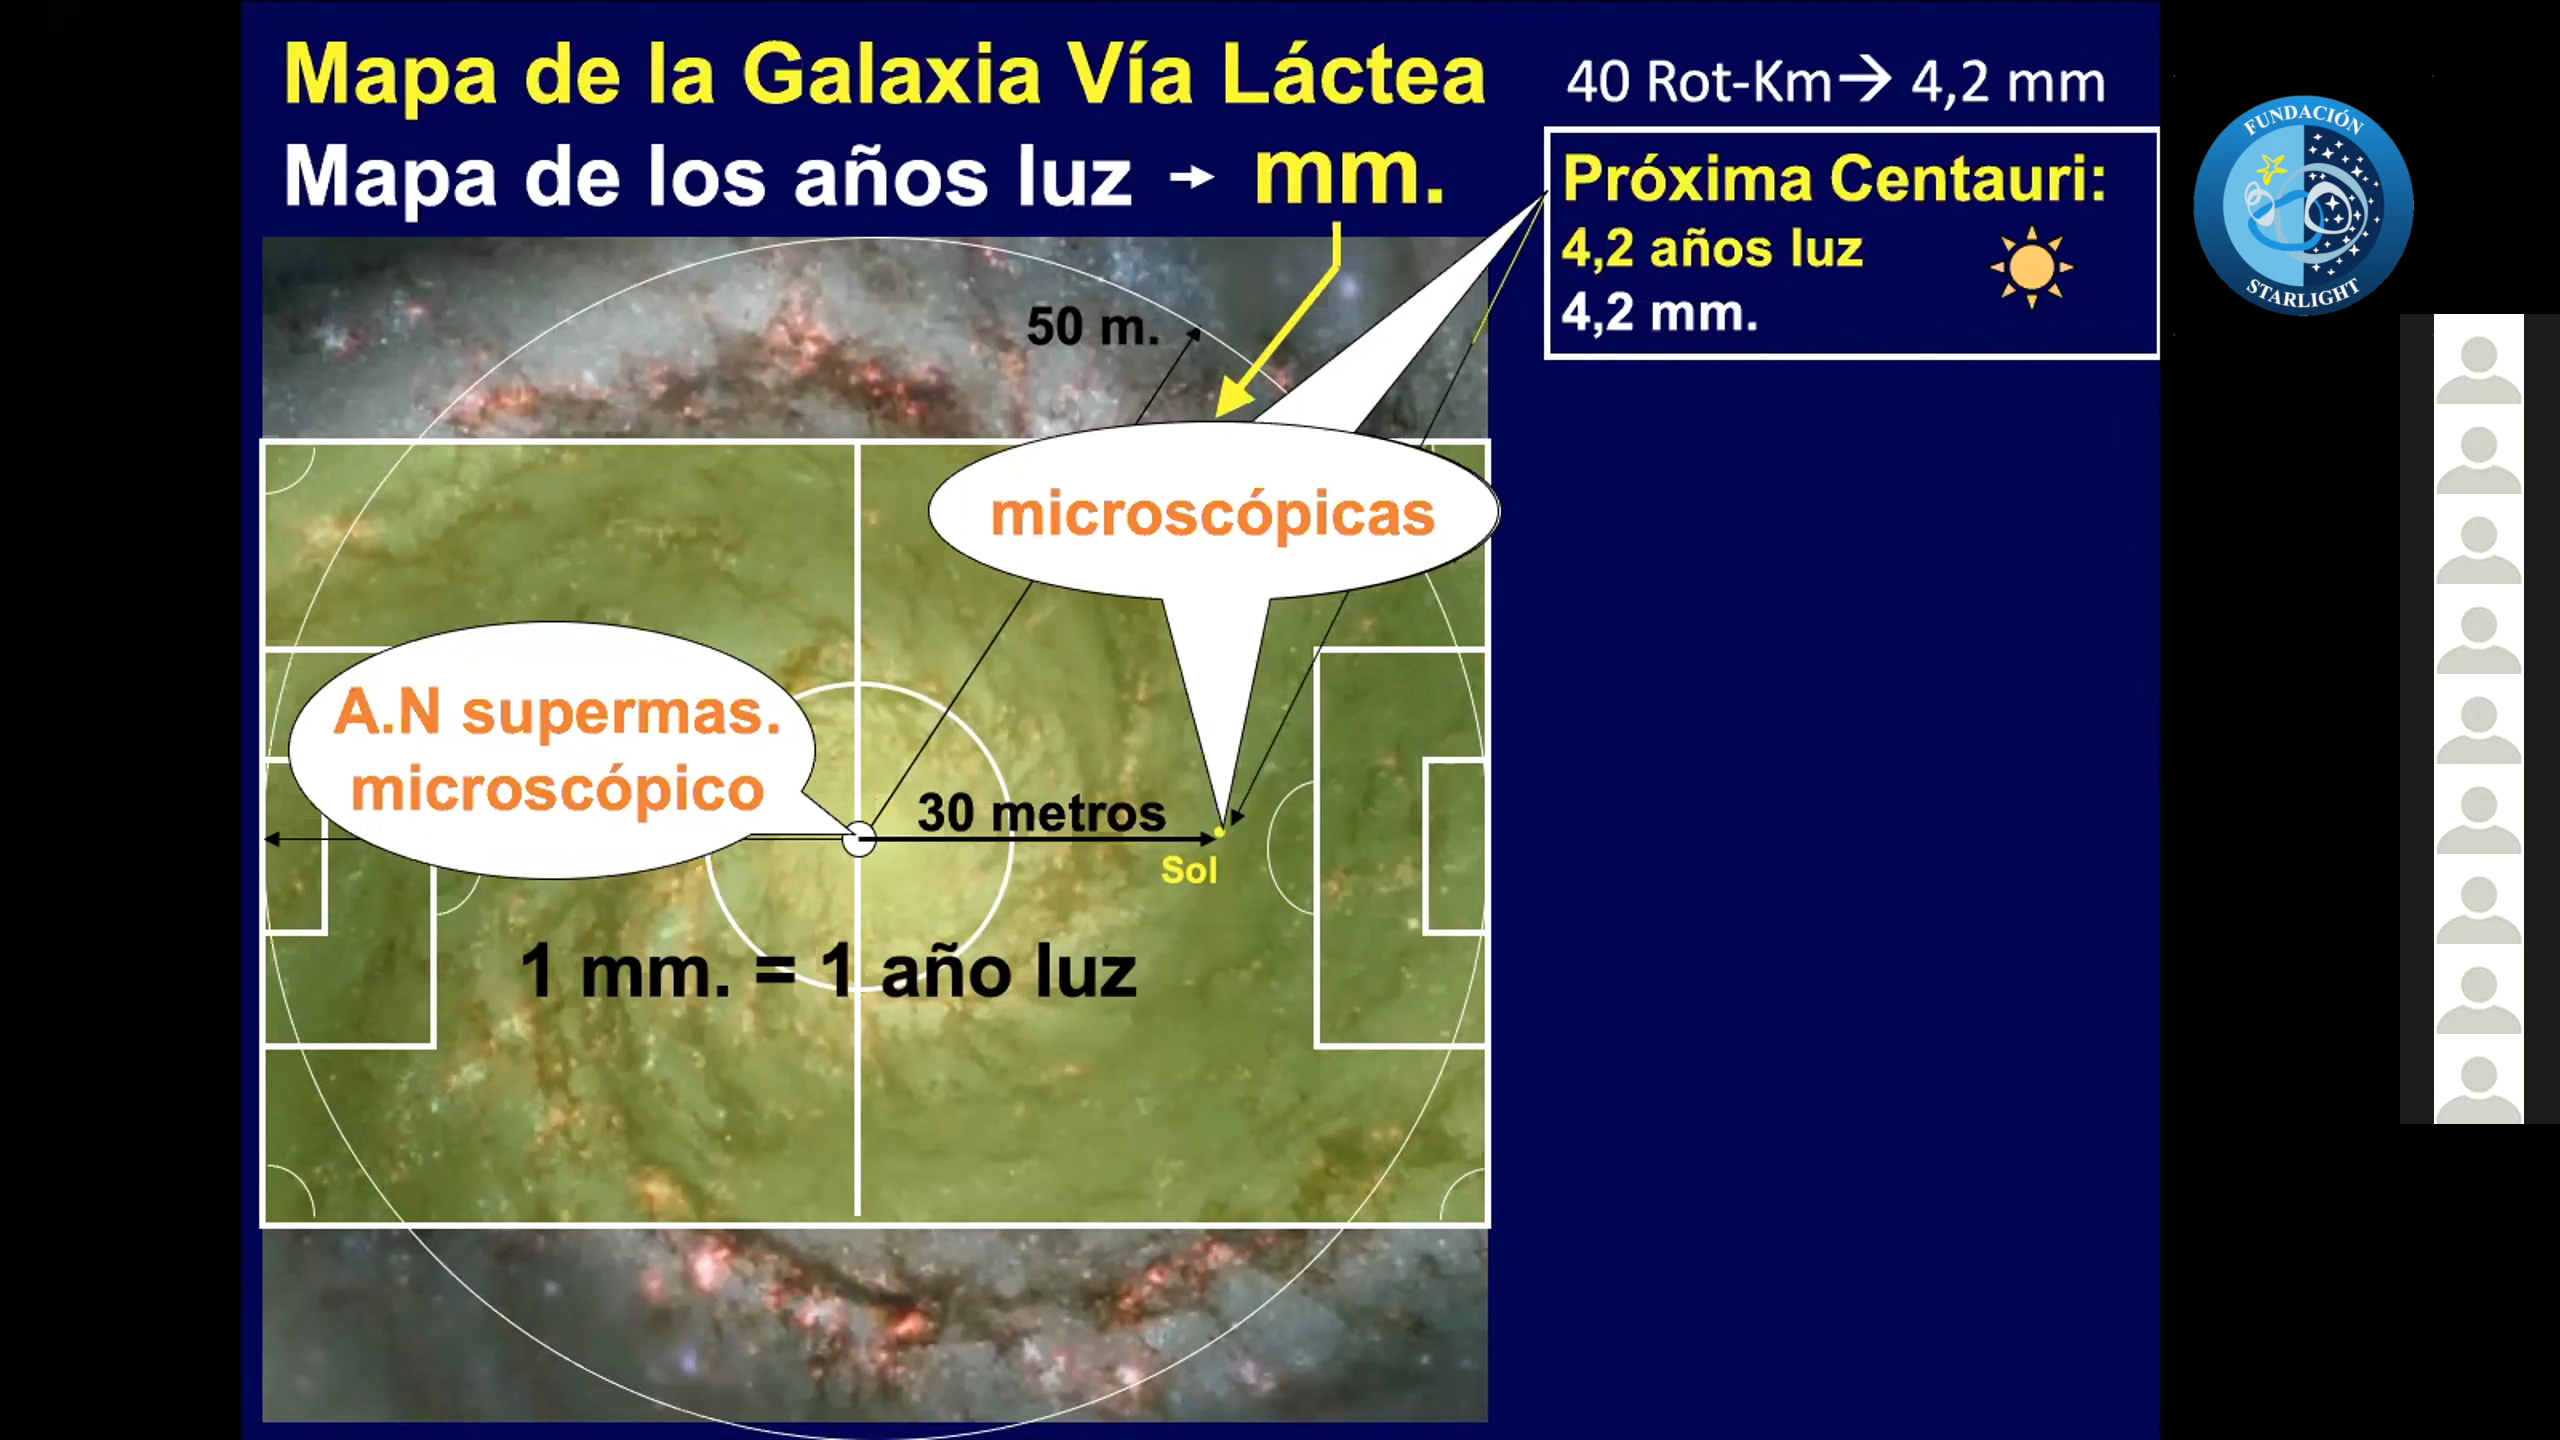 Mapa de la Galaxia Vía Láctea
Mapa de los años luz → mm.
40 Rot-Km→ 4,2 mm
Próxima Centauri:
4,2 años luz
4,2 mm.
FUNDACIÓN
STARLIGHT
50 m.
microscópicas
A.N supermas.
microscópico
30 metros
Sol
1 mm. = 1 año luz